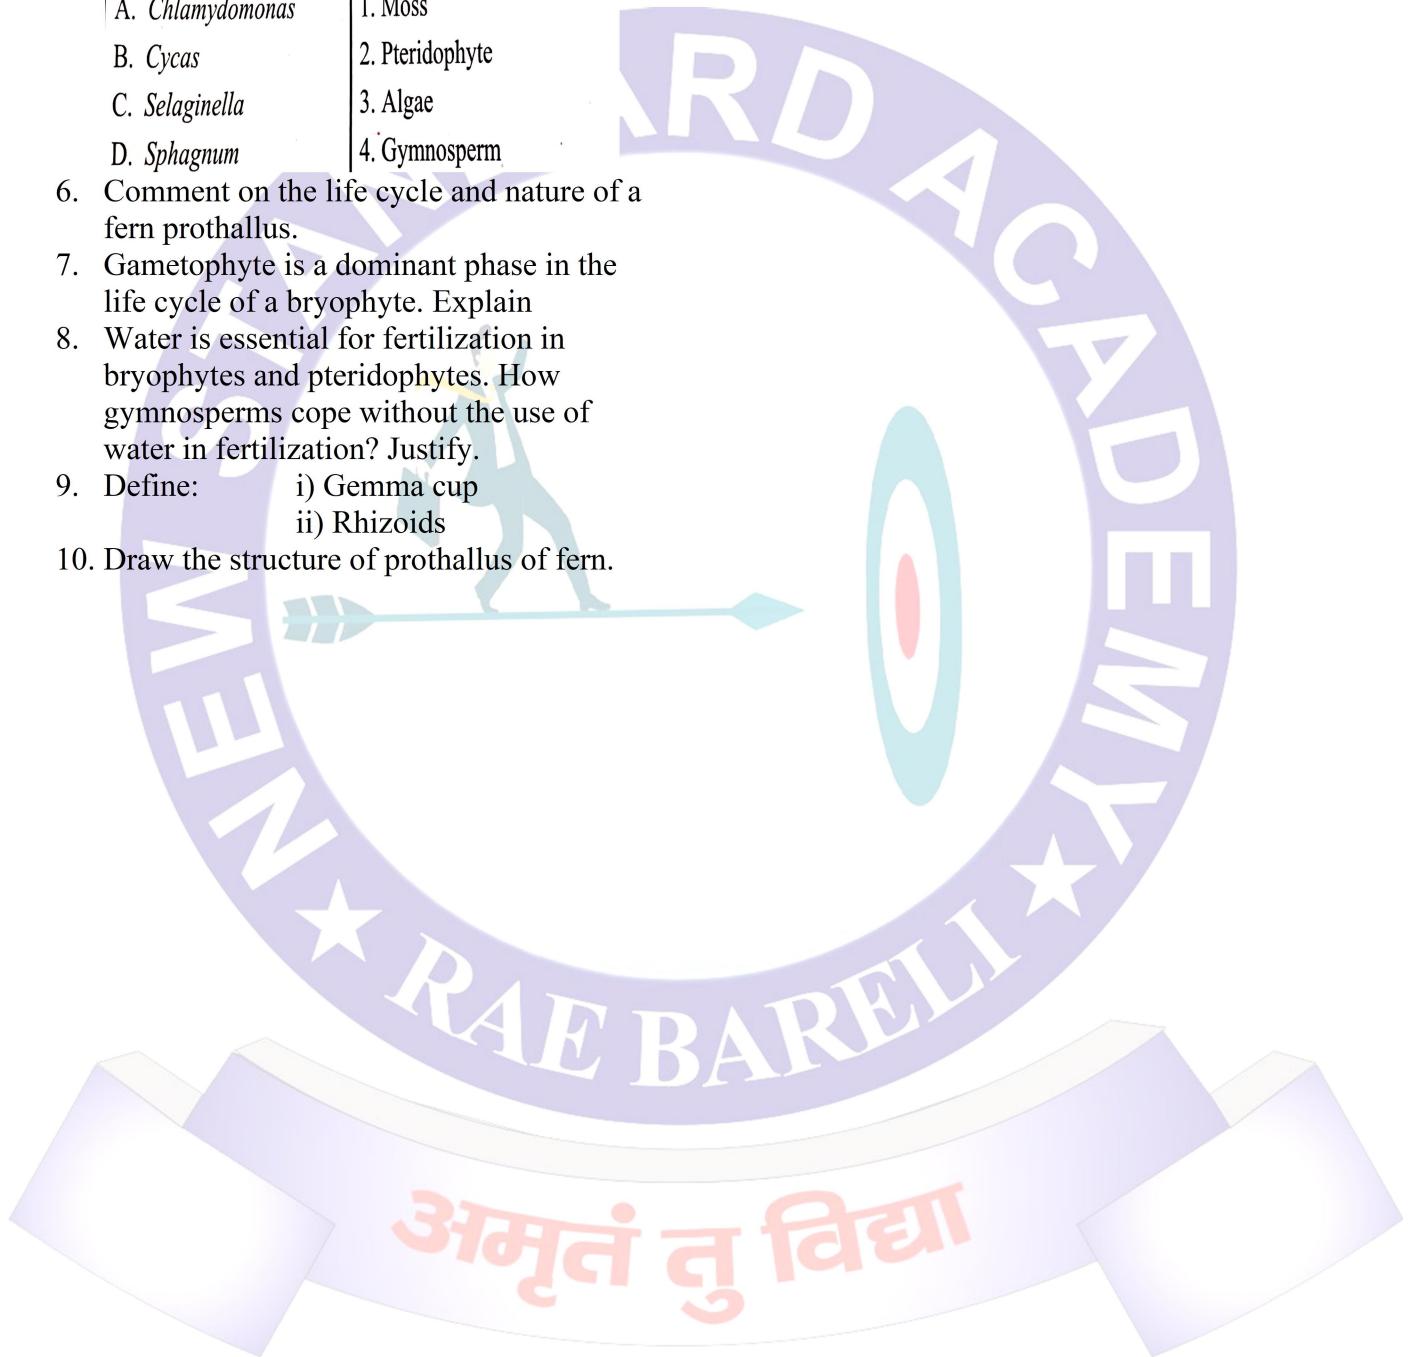 A. Chlamydomonas 1. Moss
B. Cycas 2. Pteridophyte
C. Selaginella 3. Algae
D. Sphagnum 4. Gymnosperm
6. Comment on the life cycle and nature of a
fern prothallus.
7. Gametophyte is a dominant phase in the
life cycle of a bryophyte. Explain
8. Water is essential for fertilization in
bryophytes and pteridophytes. How
gymnosperms cope without the use of
water in fertilization? Justify.
9. Define: i) Gemma cup
ii) Rhizoids
10. Draw the structure of prothallus of fern.
NEW STANDARD ACADEMY
RAE BARELI
अमृतं तु विद्या